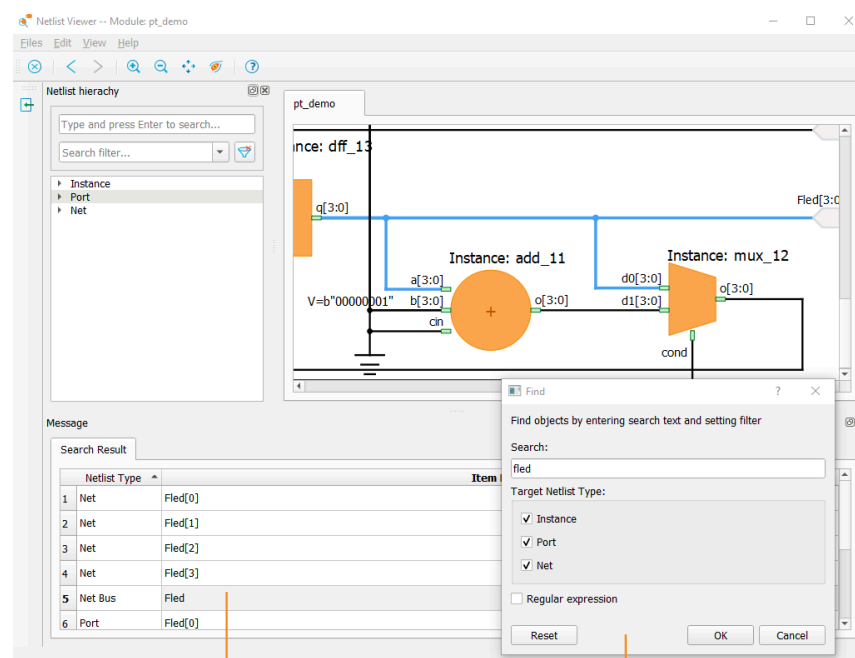 Netlist Viewer -- Module: pt_demo
Files Edit View Help
Netlist hierachy
Type and press Enter to search...
Search filter...
Instance
Port
Net
pt_demo
nce: dff_13
q[3:0]
Fled[3:0
Instance: add_11
Instance: mux_12
a[3:0]
d0[3:0]
o[3:0]
V=b"00000001"
b[3:0]
+
o[3:0]
d1[3:0]
cin
cond
Message
Search Result
Netlist Type
Item
1 Net Fled[0]
2 Net Fled[1]
3 Net Fled[2]
4 Net Fled[3]
5 Net Bus Fled
6 Port Fled[0]
Find
?
Find objects by entering search text and setting filter
Search:
fled
Target Netlist Type:
Instance
Port
Net
Regular expression
Reset OK Cancel